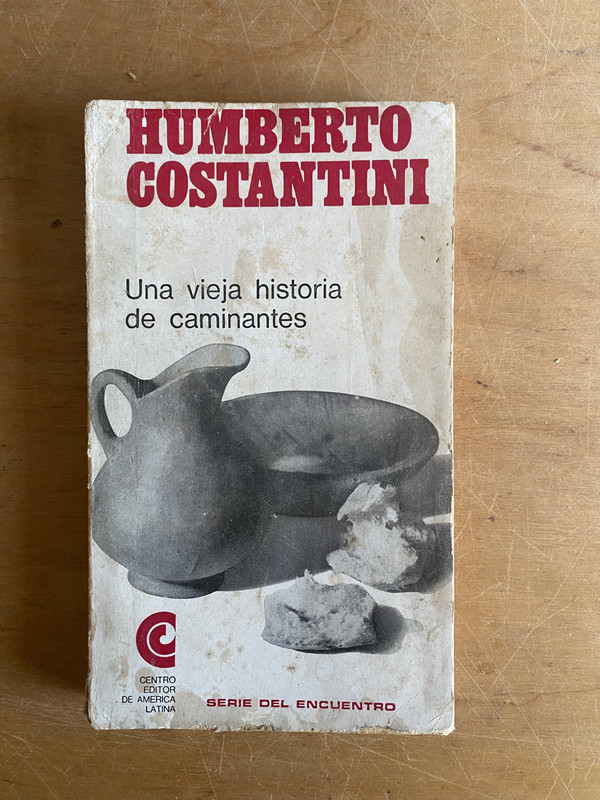 HUMBERTO
COSTANTINI
Una vieja historia
de caminantes
CENTRO
EDITOR
DE AMERICA
LATINA
SERIE DEL ENCUENTRO